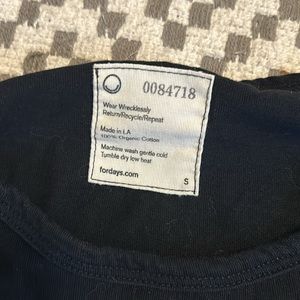 0084718
Wear Wrecklessly
Return/Recycle/Repeat
Made in LA
100% Organic Cotton
Machine wash gentle cold
Tumble dry low heat
fordays.com
S